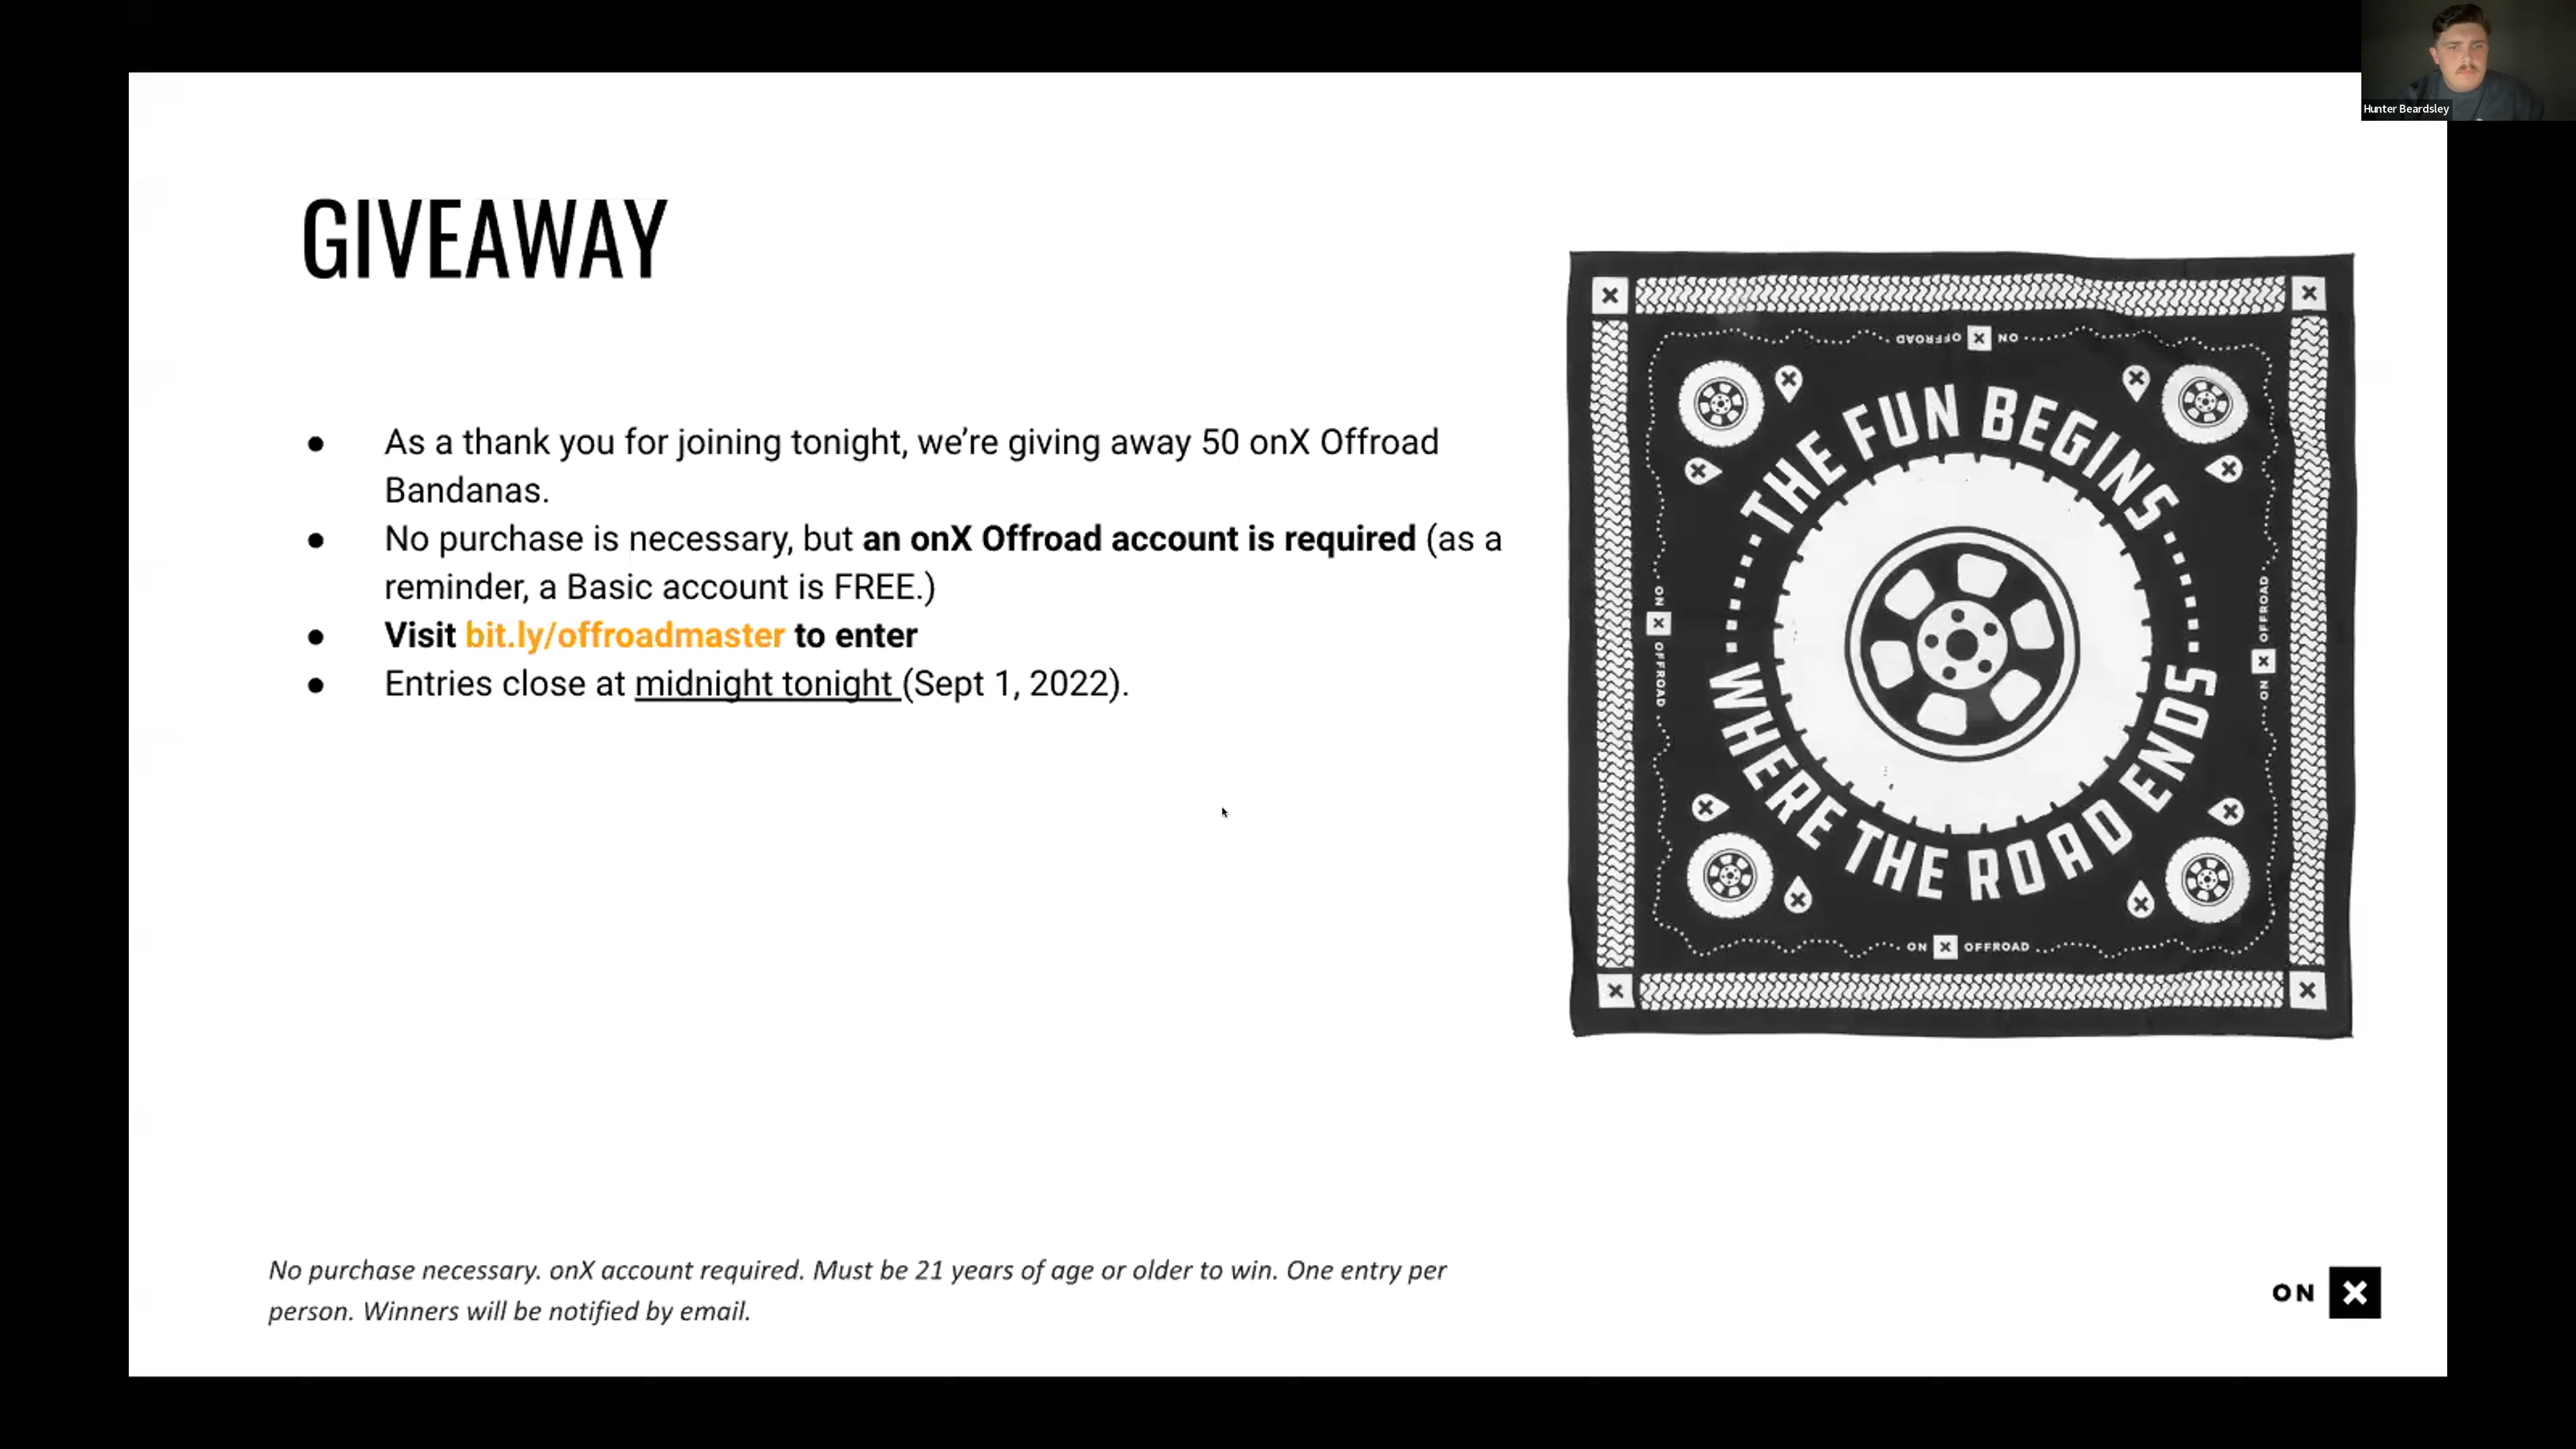 Hunter Beardsley
GIVEAWAY
● As a thank you for joining tonight, we’re giving away 50 onX Offroad
Bandanas.
● No purchase is necessary, but an onX Offroad account is required (as a
reminder, a Basic account is FREE.)
● Visit bit.ly/offroadmaster to enter
● Entries close at midnight tonight (Sept 1, 2022).
ON X OFFROAD
THE FUN BEGINS
ON X OFFROAD
ON X OFFROAD
WHERE THE ROAD ENDS
ON X OFFROAD
No purchase necessary. onX account required. Must be 21 years of age or older to win. One entry per
person. Winners will be notified by email.
ON X